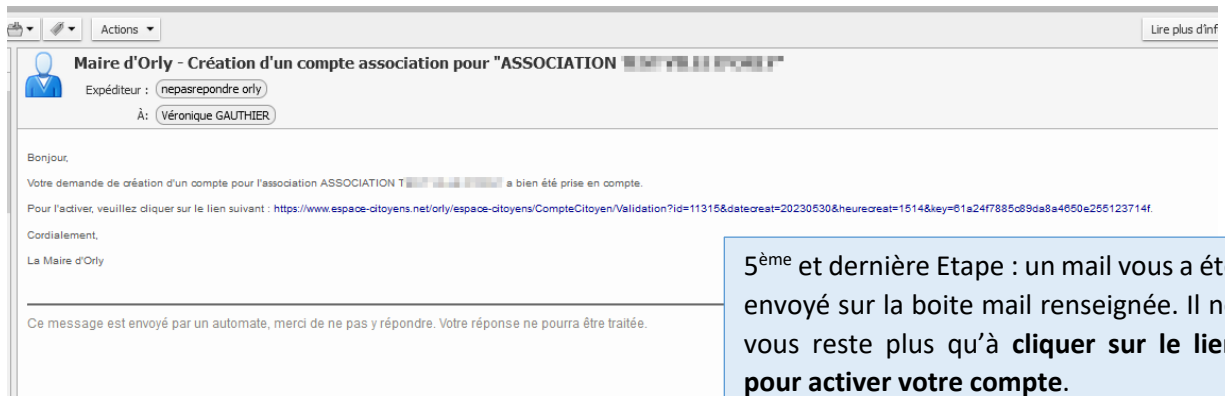 Actions
Lire plus d'inf
Maire d'Orly - Création d'un compte association pour "ASSOCIATION
Expéditeur : nepasrepondre orly
À: Véronique GAUTHIER
Bonjour,
Votre demande de création d'un compte pour l'association ASSOCIATION T a bien été prise en compte.
Pour l'activer, veuillez cliquer sur le lien suivant : https://www.espace-citoyens.net/orly/espace-citoyens/CompteCitoyen/Validation?id=11315&datecreat=20230530&heurecreat=1514&key=61a24f7885c89da8a4650e255123714f.
Cordialement,
La Maire d'Orly
Ce message est envoyé par un automate, merci de ne pas y répondre. Votre réponse ne pourra être traitée.
5ème et dernière Etape : un mail vous a ét
envoyé sur la boite mail renseignée. Il n
vous reste plus qu'à cliquer sur le lie
pour activer votre compte.